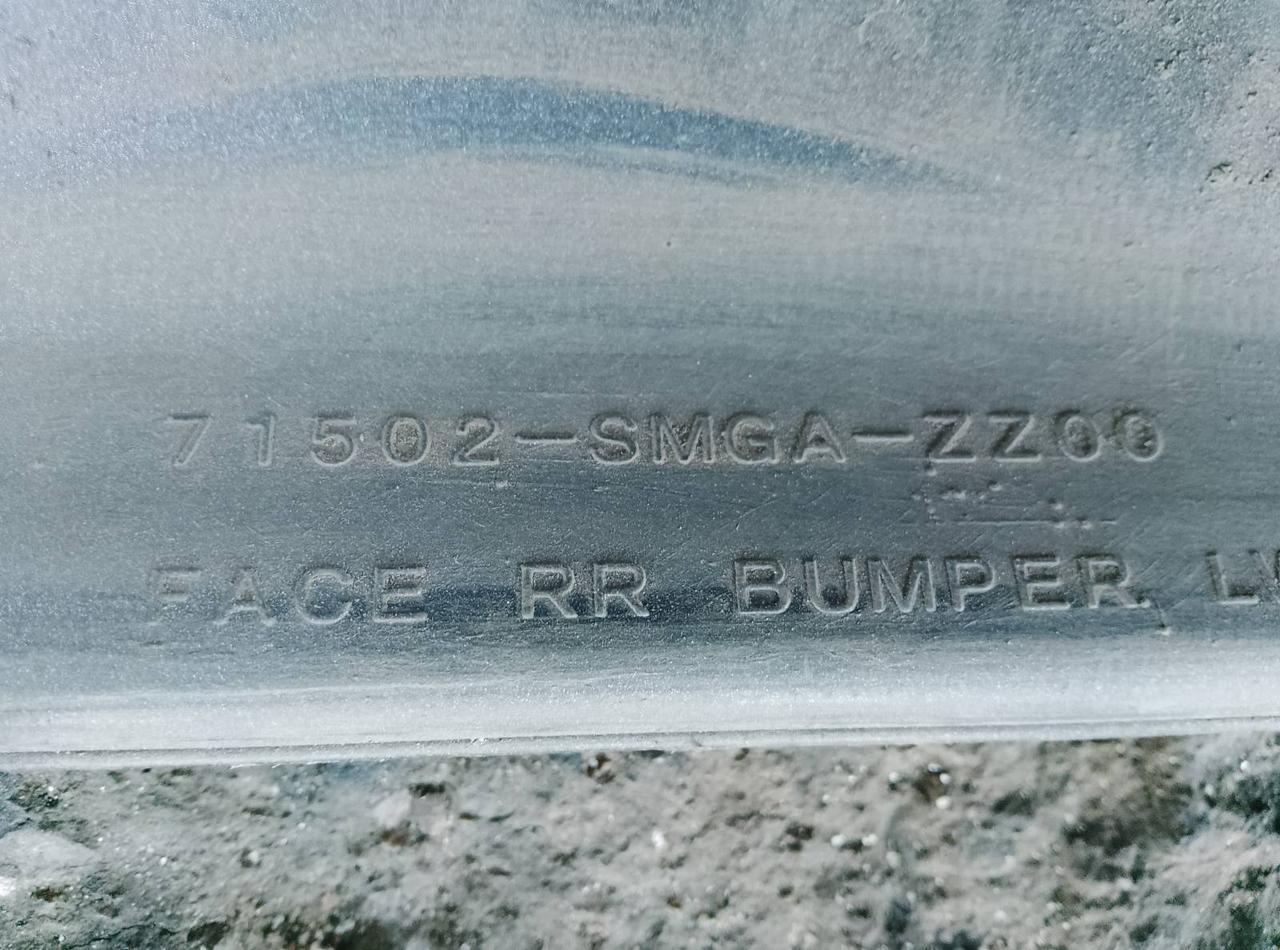 71502-SMGA-ZZ00
FACE RR BUMPER